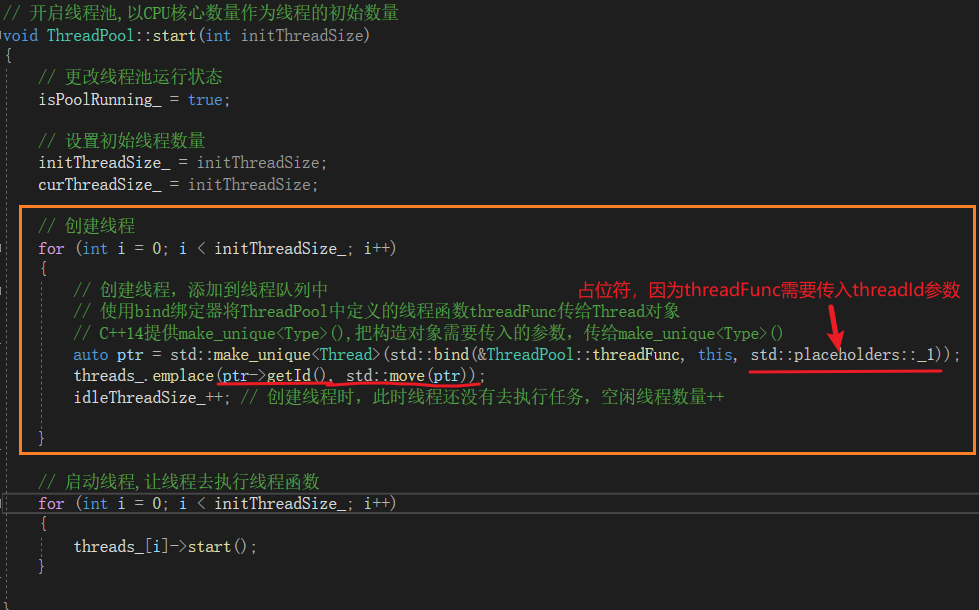 // 开启线程池,以CPU核心数量作为线程的初始数量
void ThreadPool::start(int initThreadSize)
{
// 更改线程池运行状态
isPoolRunning_ = true;
// 设置初始线程数量
initThreadSize_ = initThreadSize;
curThreadSize_ = initThreadSize;
// 创建线程
for (int i = 0; i < initThreadSize_; i++)
{
// 创建线程，添加到线程队列中
占位符，因为threadFunc需要传入threadId参数
// 使用bind绑定器将ThreadPool中定义的线程函数threadFunc传给Thread对象
// C++14提供make_unique<Type>(),把构造对象需要传入的参数，传给make_unique<Type>()
auto ptr = std::make_unique<Thread>(std::bind(&ThreadPool::threadFunc, this, std::placeholders::_1));
threads_.emplace(ptr->getId(), std::move(ptr));
idleThreadSize_++; // 创建线程时，此时线程还没有去执行任务，空闲线程数量++
}
// 启动线程,让线程去执行线程函数
for (int i = 0; i < initThreadSize_; i++)
{
threads_[i]->start();
}
}